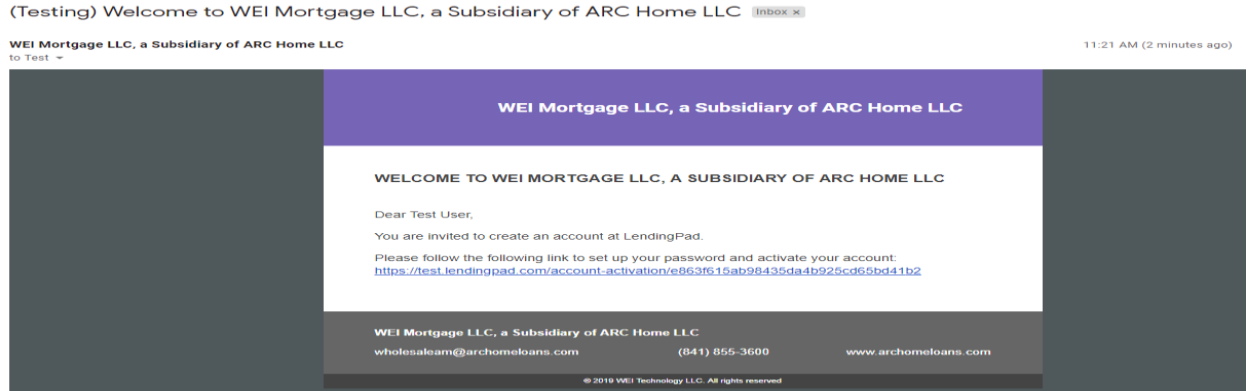 (Testing) Welcome to WEI Mortgage LLC, a Subsidiary of ARC Home LLC Inbox x
WEI Mortgage LLC, a Subsidiary of ARC Home LLC 11:21 AM (2 minutes ago)
to Test
WEI Mortgage LLC, a Subsidiary of ARC Home LLC
WELCOME TO WEI MORTGAGE LLC, A SUBSIDIARY OF ARC HOME LLC
Dear Test User,
You are invited to create an account at LendingPad.
Please follow the following link to set up your password and activate your account:
https://test.lendingpad.com/account-activation/e863f615ab98435da4b925cd65bd41b2
WEI Mortgage LLC, a Subsidiary of ARC Home LLC
wholesaleam@archomeloans.com (841) 855-3600 www.archomeloans.com
© 2019 WEI Technology LLC. All rights reserved